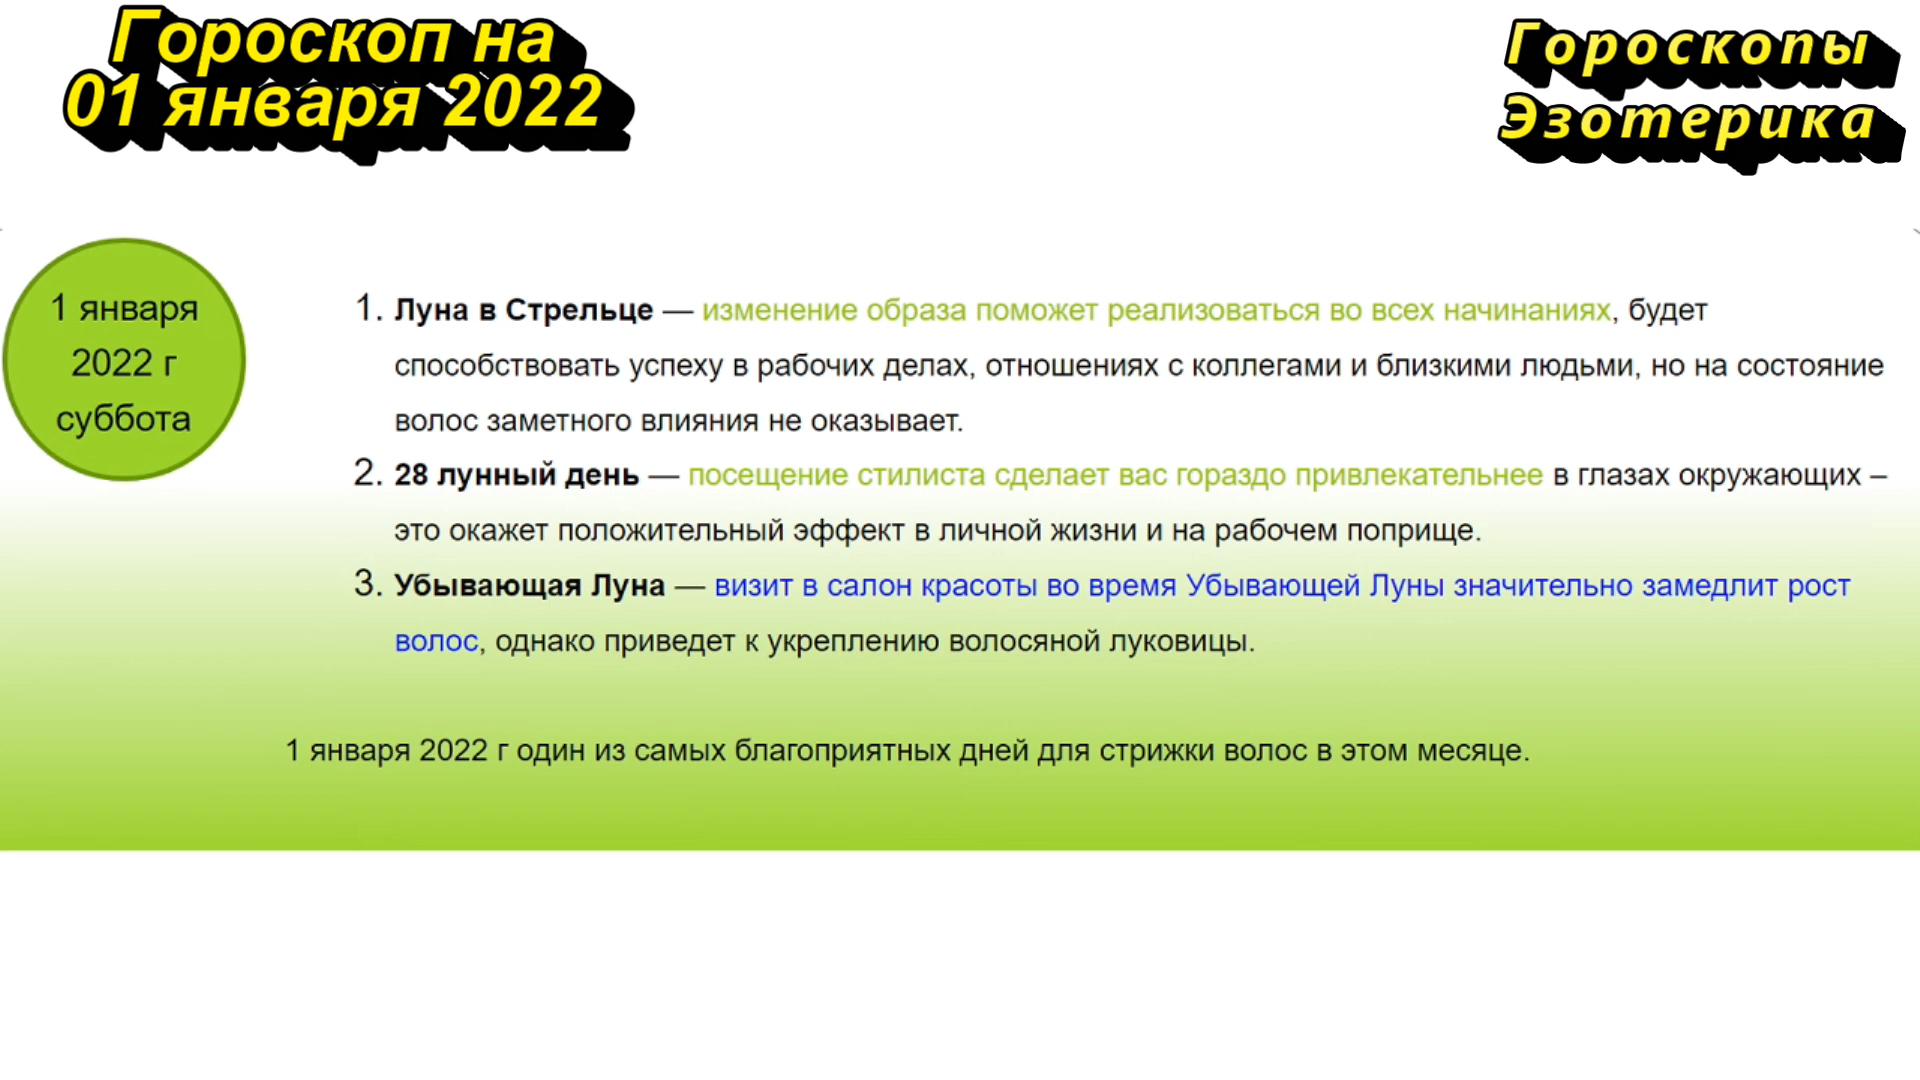 Гороскоп на
01 января 2022
Гороскопы
Эзотерика
1 января
2022 г
суббота
1. Луна в Стрельце — изменение образа поможет реализоваться во всех начинаниях, будет
способствовать успеху в рабочих делах, отношениях с коллегами и близкими людьми, но на состояние
волос заметного влияния не оказывает.
2. 28 лунный день — посещение стилиста сделает вас гораздо привлекательнее в глазах окружающих –
это окажет положительный эффект в личной жизни и на рабочем поприще.
3. Убывающая Луна — визит в салон красоты во время Убывающей Луны значительно замедлит рост
волос, однако приведет к укреплению волосяной луковицы.
1 января 2022 г один из самых благоприятных дней для стрижки волос в этом месяце.